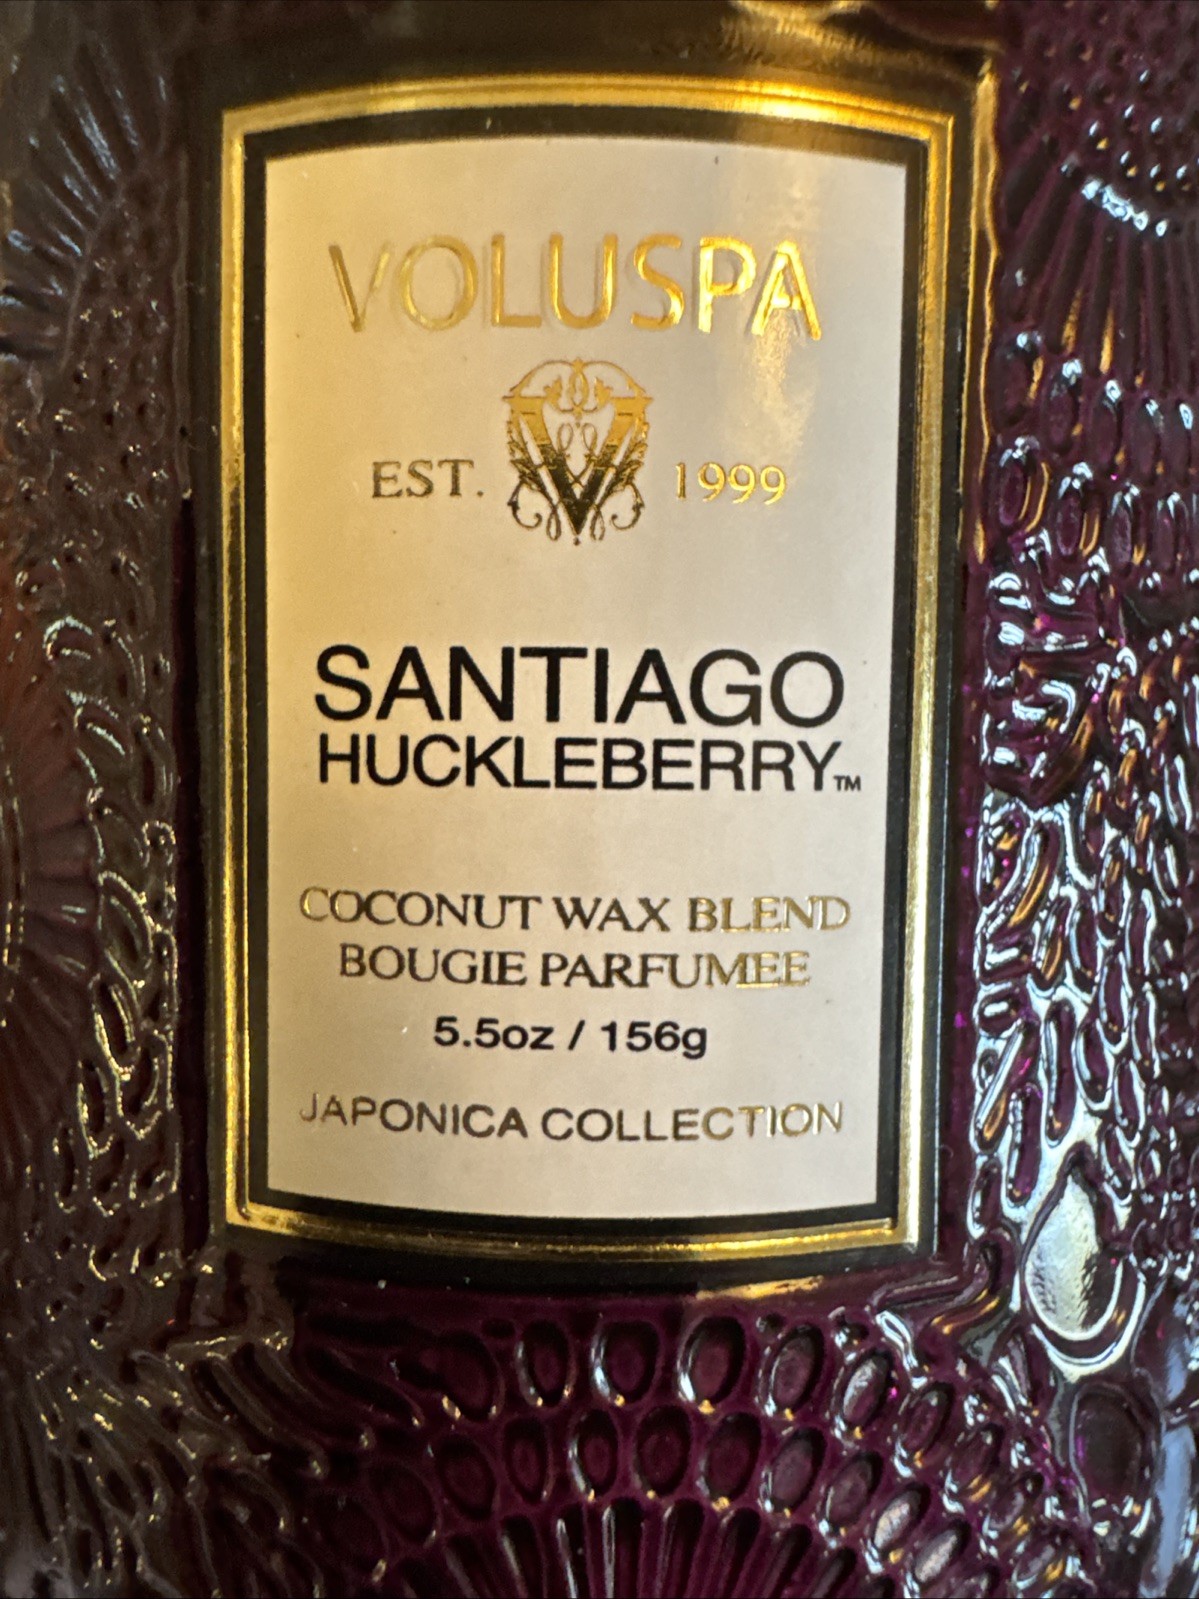 VOLUSPA
EST. 1999
SANTIAGO
HUCKLEBERRY™
COCONUT WAX BLEND
BOUGIE PARFUMEE
5.5oz / 156g
JAPONICA COLLECTION